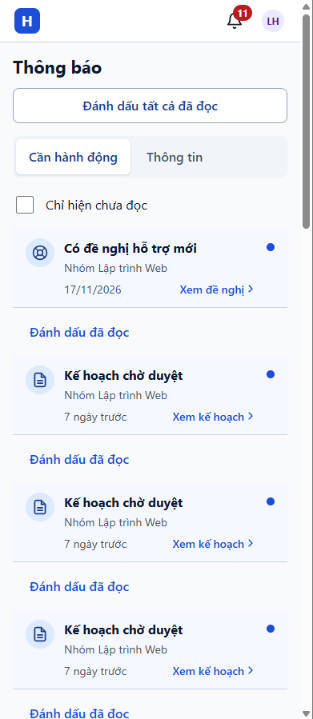 H
11
LH
Thông báo
Đánh dấu tất cả đã đọc
Cần hành động
Thông tin
Chỉ hiện chưa đọc
Có đề nghị hỗ trợ mới
Nhóm Lập trình Web
17/11/2026
Xem đề nghị
Đánh dấu đã đọc
Kế hoạch chờ duyệt
Nhóm Lập trình Web
7 ngày trước
Xem kế hoạch
Đánh dấu đã đọc
Kế hoạch chờ duyệt
Nhóm Lập trình Web
7 ngày trước
Xem kế hoạch
Đánh dấu đã đọc
Kế hoạch chờ duyệt
Nhóm Lập trình Web
7 ngày trước
Xem kế hoạch
Đánh dấu đã đọc